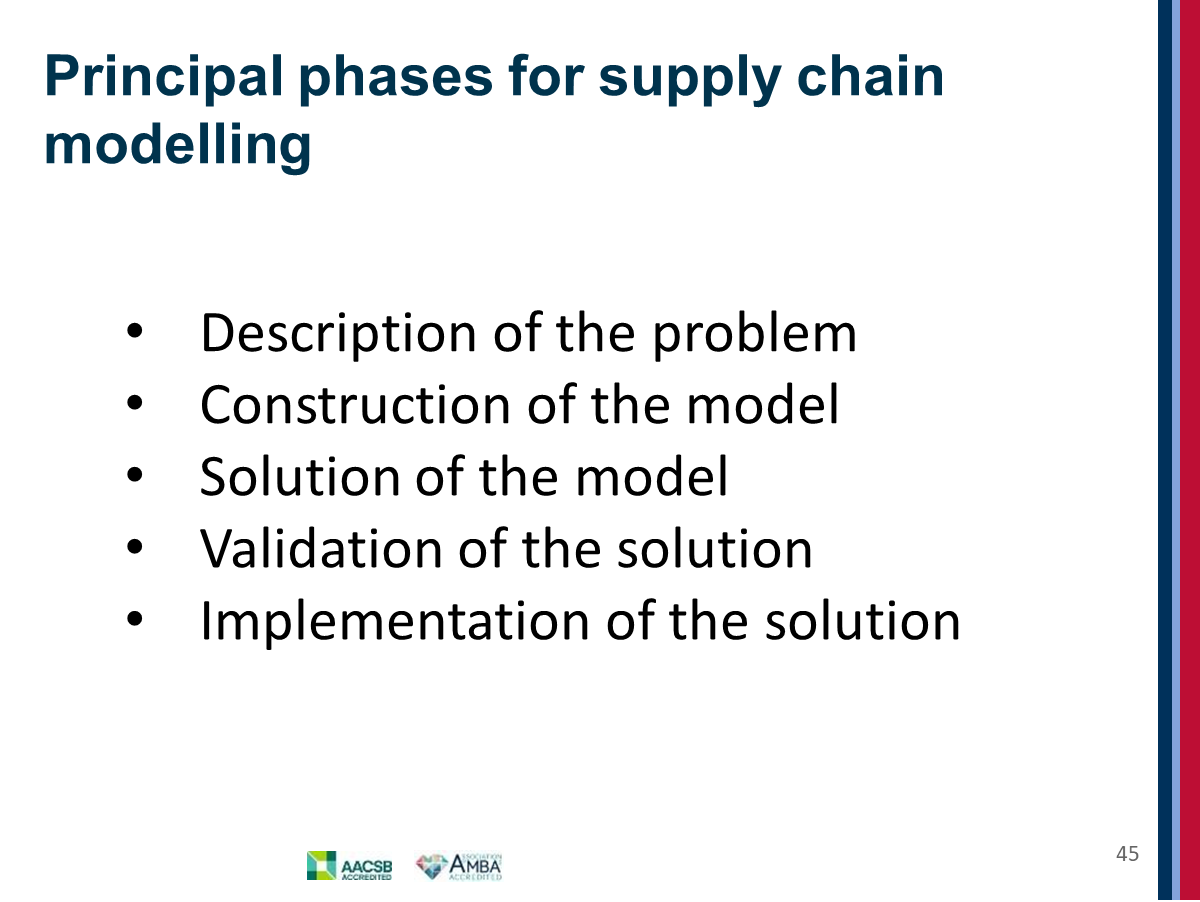 Principal phases for supply chain
modelling
• Description of the problem
• Construction of the model
• Solution of the model
• Validation of the solution
• Implementation of the solution
AACSB
ACCREDITED
ASSOCIATION
AMBA
ACCREDITED
45